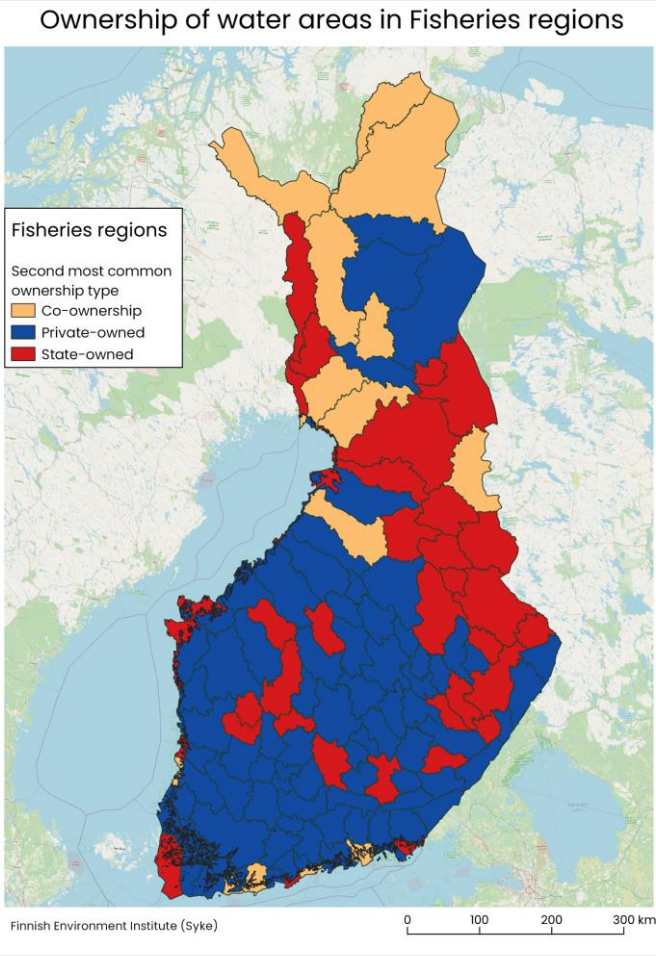 Ownership of water areas in Fisheries regions
Fisheries regions
Second most common
ownership type
Co-ownership
Private-owned
State-owned
Finnish Environment Institute (Syke)
0 100 200 300 km